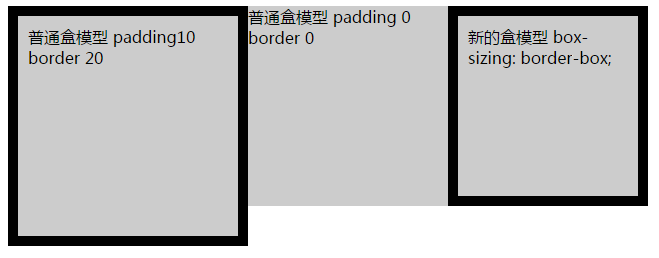 普通盒模型 padding10
border 20
普通盒模型 padding 0
border 0
新的盒模型 box-
sizing: border-box;